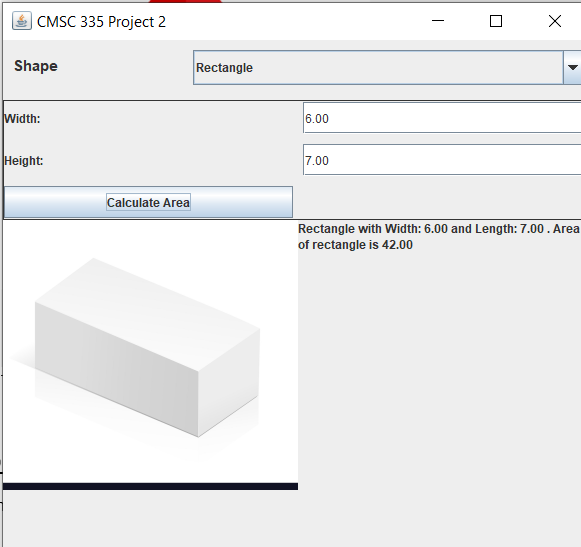 CMSC 335 Project 2
Shape
Rectangle
Width:
6.00
Height:
7.00
Calculate Area
Rectangle with Width: 6.00 and Length: 7.00 . Area
of rectangle is 42.00